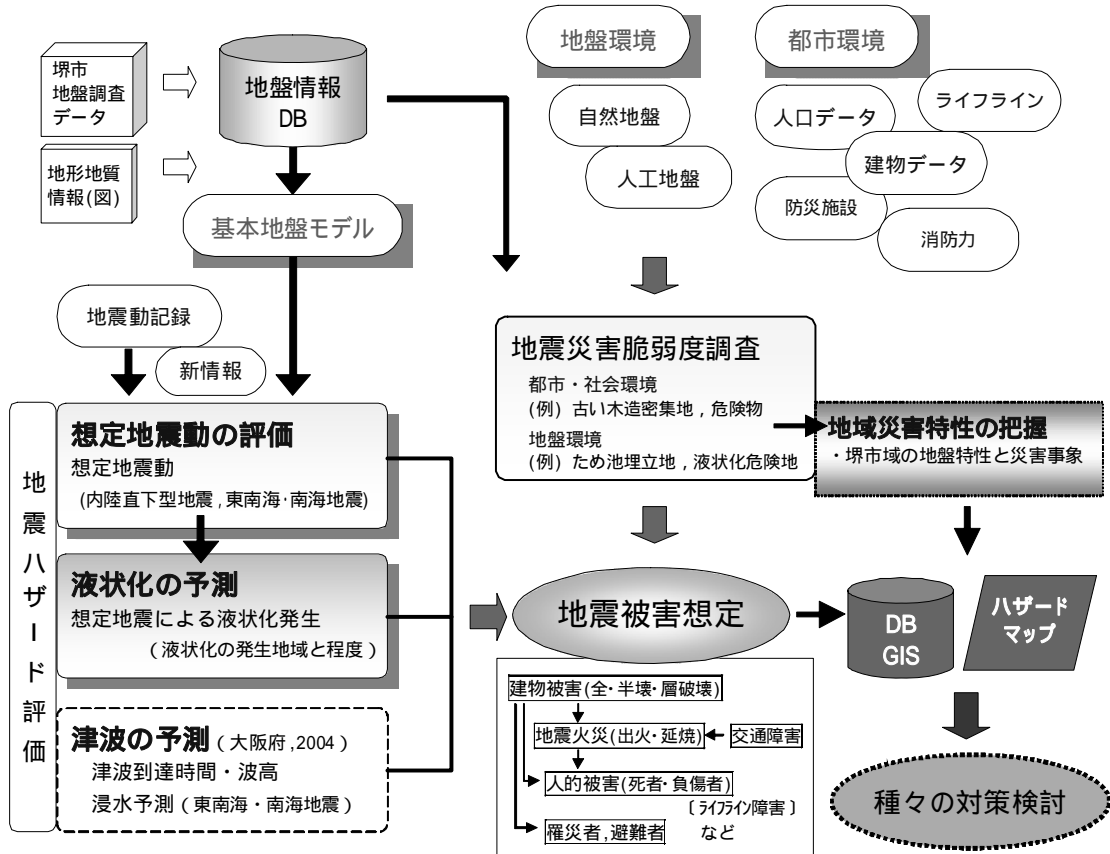 堺市
地盤調査
データ
地形地質
情報(図)
地盤情報
DB
基本地盤モデル
地震動記録
新情報
地盤環境
自然地盤
人工地盤
都市環境
人口データ
ライフライン
建物データ
防災施設
消防力
地震ハザード評価
想定地震動の評価
想定地震動
(内陸直下型地震,東南海・南海地震)
液状化の予測
想定地震による液状化発生
(液状化の発生地域と程度)
津波の予測(大阪府,2004)
津波到達時間・波高
浸水予測(東南海・南海地震)
地震災害脆弱度調査
都市・社会環境
(例) 古い木造密集地,危険物
地盤環境
(例) ため池埋立地,液状化危険地
地域災害特性の把握
・堺市域の地盤特性と災害事象
地震被害想定
建物被害(全・半壊・層破壊)
地震火災(出火・延焼)
交通障害
人的被害(死者・負傷者)
〔ライフライン障害〕
罹災者,避難者
など
DB
GIS
ハザード
マップ
種々の対策検討